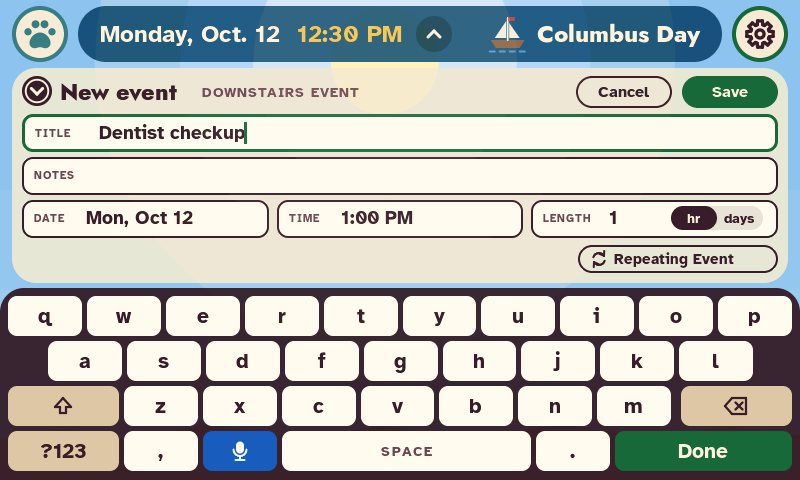 Monday, Oct. 12 12:30 PM Columbus Day
New event DOWNSTAIRS EVENT Cancel Save
TITLE Dentist checkup
NOTES
DATE Mon, Oct 12 TIME 1:00 PM LENGTH 1 hr days
Repeating Event
q w e r t y u i o p
a s d f g h j k l
z x c v b n m
?123 , SPACE . Done